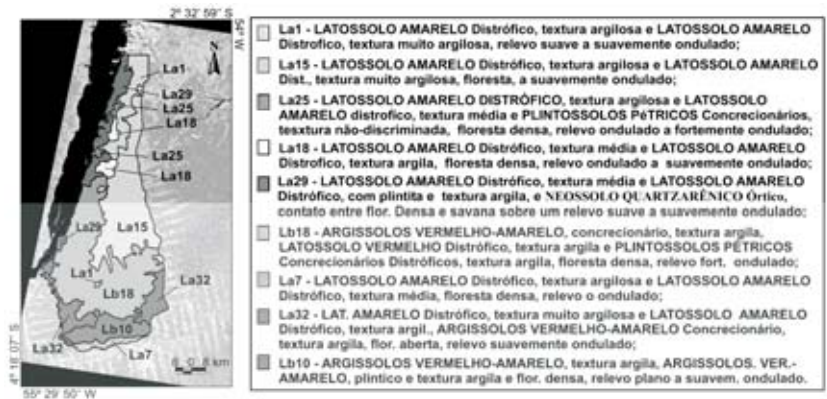 2° 32' 59" S
54° W
N
La1
La29
La25
La18
La25
La18
La29
La15
La1
Lb18
La32
Lb10
La32
La7
6 0 8 km
4° 18' 07" S
55° 29' 50" W
La1 - LATOSSOLO AMARELO Distrófico, textura argilosa e LATOSSOLO AMARELO
Distrofico, textura muito argilosa, relevo suave a suavemente ondulado;
La15 - LATOSSOLO AMARELO Distrófico, textura argilosa e LATOSSOLO AMARELO
Dist., textura muito argilosa, floresta, a suavemente ondulado;
La25 - LATOSSOLO AMARELO DISTRÓFICO, textura argilosa e LATOSSOLO
AMARELO distrofico, textura média e PLINTOSSOLOS PéTRICOS Concrecionários,
tesxtura não-discriminada, floresta densa, relevo ondulado a fortemente ondulado;
La18 - LATOSSOLO AMARELO Distrófico, textura média e LATOSSOLO AMARELO
Distrofico, textura argila, floresta densa, relevo ondulado a suavemente ondulado;
La29 - LATOSSOLO AMARELO Distrófico, textura média e LATOSSOLO AMARELO
Distrófico, com plintita e textura argila, e NEOSSOLO QUARTZARÊNICO Órtico,
contato entre flor. Densa e savana sobre um relevo suave a suavemente ondulado;
Lb18 - ARGISSOLOS VERMELHO-AMARELO, concrecionário, textura argila,
LATOSSOLO VERMELHO Distrófico, textura argila e PLINTOSSOLOS PÉTRICOS
Concrecionários Distróficos, textura argila, floresta densa, relevo fort. ondulado;
La7 - LATOSSOLO AMARELO Distrófico, textura argilosa e LATOSSOLO AMARELO
Distrófico, textura média, floresta densa, relevo o ondulado;
La32 - LAT. AMARELO Distrófico, textura muito argilosa o LATOSSOLO AMARELO
Distrófico, textura argil., ARGISSOLOS VERMELHO-AMARELO Concrecionário,
textura argila, flor. aberta, relevo suavemente ondulado;
Lb10 - ARGISSOLOS VERMELHO-AMARELO, textura argila, ARGISSOLOS. VER.-
AMARELO, plíntico e textura argila e flor. densa, relevo plano a suavem. ondulado.